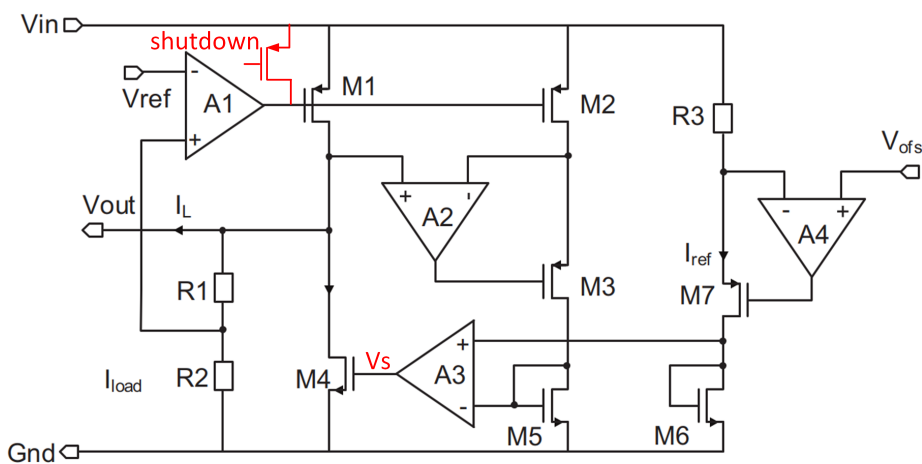 Vin
shutdown
-
A1
+
Vref
M1
M2
R3
Vofs
+
-
A2
-
+
A4
Vout
IL
Iref
R1
M3
M7
Vs
+
A3
-
Iload
R2
M4
M5
M6
Gnd